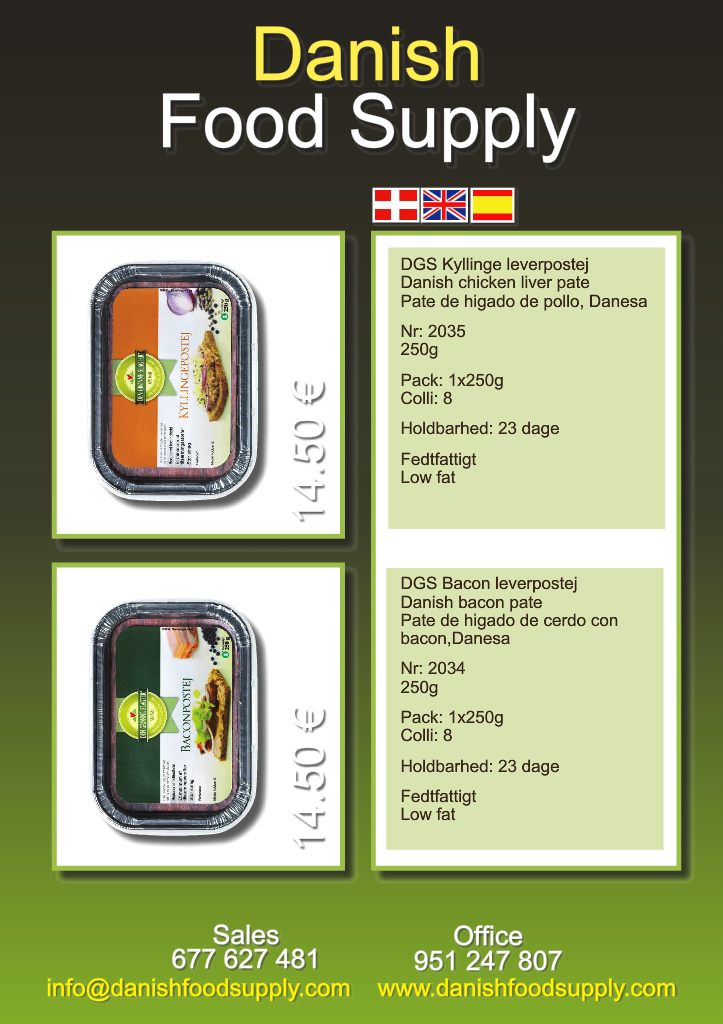 Danish
Food Supply
DGS Kyllinge leverpostej
Danish chicken liver pate
Pate de higado de pollo, Danesa
Nr: 2035
250g
Pack: 1x250g
Colli: 8
Holdbarhed: 23 dage
Fedtfattigt
Low fat
KYLLINGEPOSTEJ
250 g
14.50 €
DGS Bacon leverpostej
Danish bacon pate
Pate de higado de cerdo con
bacon,Danesa
Nr: 2034
250g
Pack: 1x250g
Colli: 8
Holdbarhed: 23 dage
Fedtfattigt
Low fat
BACONPOSTEJ
250 g
14.50 €
Sales
677 627 481
info@danishfoodsupply.com
Office
951 247 807
www.danishfoodsupply.com